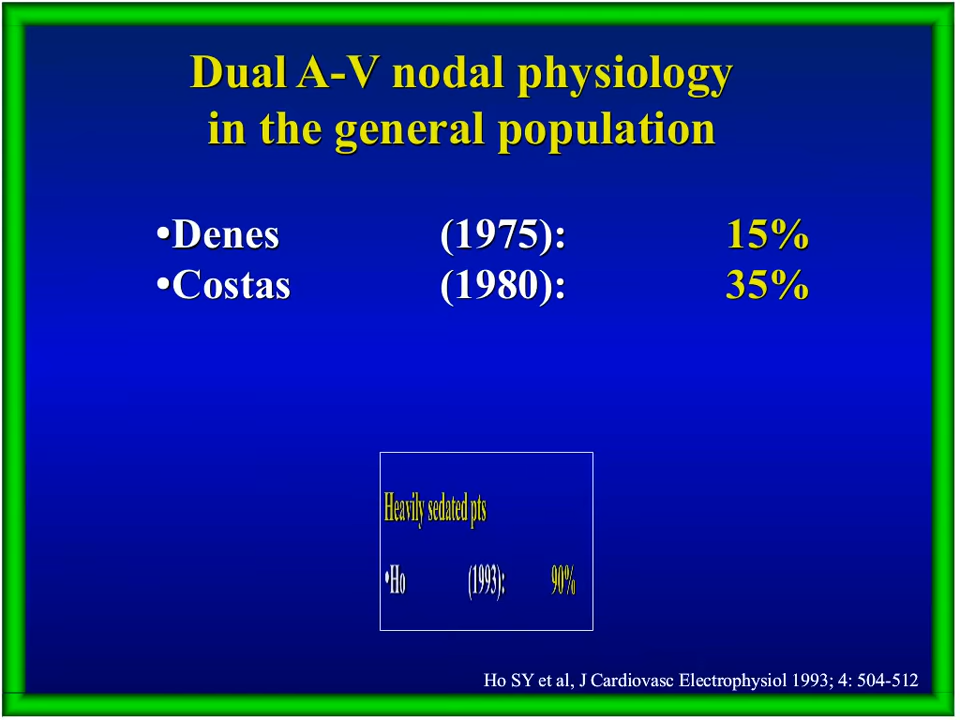 Dual A-V nodal physiology
in the general population
•Denes (1975): 15%
•Costas (1980): 35%
Heavily sedated pts
•Ho (1993): 90%
Ho SY et al, J Cardiovasc Electrophysiol 1993; 4: 504-512